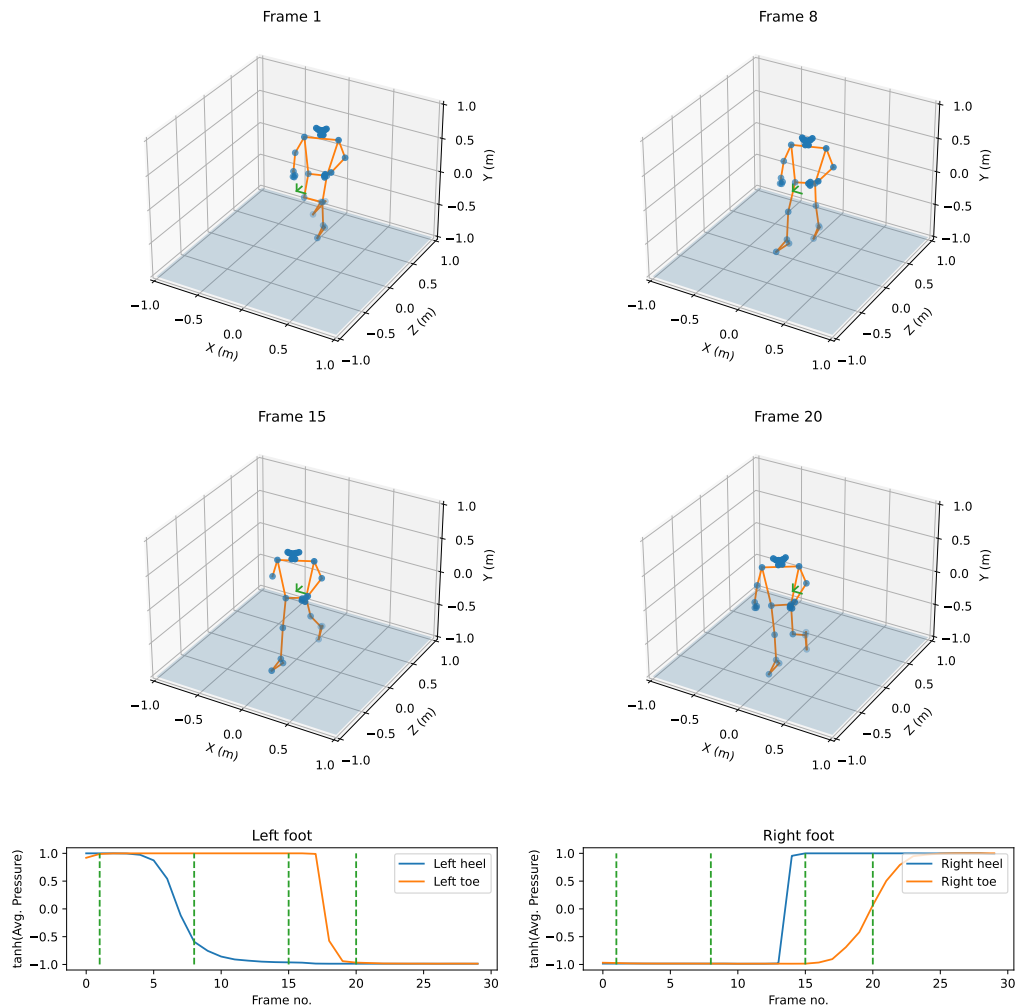 Frame 1
Frame 8
1.0
0.5
0.0
−0.5
−1.0
Y (m)
1.0
0.5
0.0
−0.5
−1.0
Z (m)
−1.0
−0.5
0.0
0.5
1.0
X (m)
1.0
0.5
0.0
−0.5
−1.0
Y (m)
1.0
0.5
0.0
−0.5
−1.0
Z (m)
−1.0
−0.5
0.0
0.5
1.0
X (m)
Frame 15
Frame 20
1.0
0.5
0.0
−0.5
−1.0
Y (m)
1.0
0.5
0.0
−0.5
−1.0
Z (m)
−1.0
−0.5
0.0
0.5
1.0
X (m)
1.0
0.5
0.0
−0.5
−1.0
Y (m)
1.0
0.5
0.0
−0.5
−1.0
Z (m)
−1.0
−0.5
0.0
0.5
1.0
X (m)
Left foot
tanh(Avg. Pressure)
1.0
0.5
0.0
−0.5
−1.0
Left heel
Left toe
0 5 10 15 20 25 30
Frame no.
Right foot
tanh(Avg. Pressure)
1.0
0.5
0.0
−0.5
−1.0
Right heel
Right toe
0 5 10 15 20 25 30
Frame no.